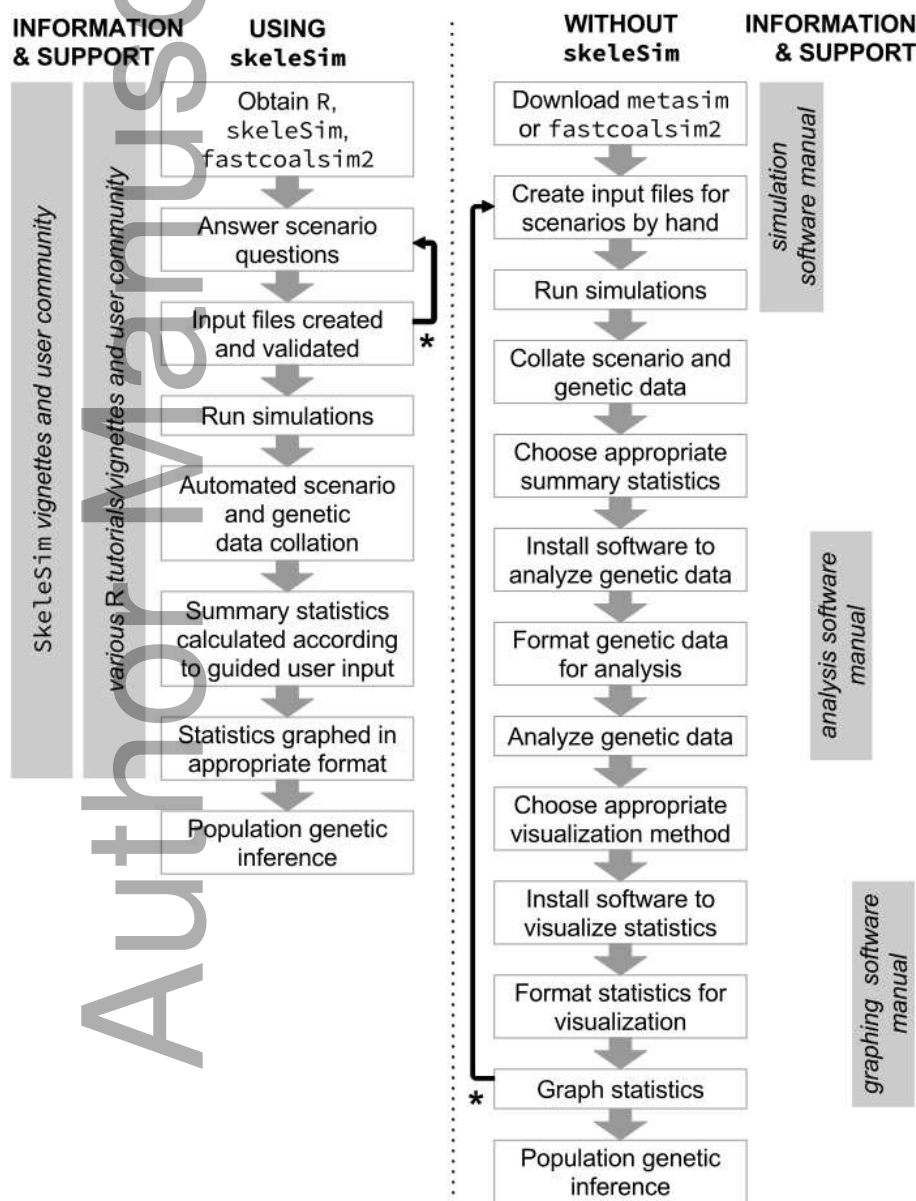 INFORMATION
& SUPPORT
USING
skeleSim
SkeleSim vignettes and user community
various R tutorials/vignettes and user community
Obtain R,
skeleSim,
fastcoalsim2
Answer scenario
questions
Input files created
and validated
*
Run simulations
Automated scenario
and genetic
data collation
Summary statistics
calculated according
to guided user input
Statistics graphed in
appropriate format
Population genetic
inference
WITHOUT
skeleSim
INFORMATION
& SUPPORT
Download metasim
or fastcoalsim2
Create input files for
scenarios by hand
Run simulations
Collate scenario and
genetic data
Choose appropriate
summary statistics
Install software to
analyze genetic data
Format genetic data
for analysis
Analyze genetic data
Choose appropriate
visualization method
Install software to
visualize statistics
Format statistics for
visualization
Graph statistics
*
Population genetic
inference
simulation
software manual
analysis software
manual
graphing software
manual
Author